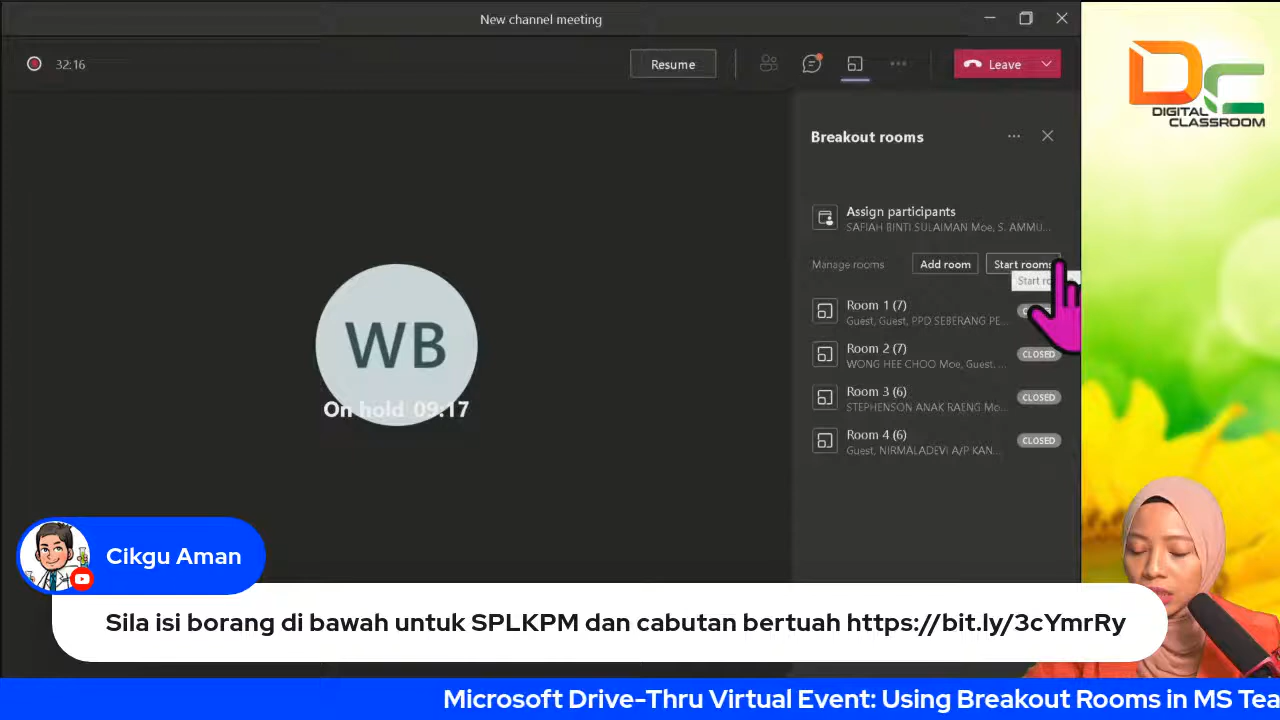 New channel meeting
32:16
Resume
Leave
DIGITAL
CLASSROOM
Breakout rooms
Assign participants
SAFIAH BINTI SULAIMAN Moe, S. AMMU...
Manage rooms
Add room
Start rooms
Room 1 (7)
Guest, Guest, PPD SEBERANG PE...
Room 2 (7)
CLOSED
WONG HEE CHOO Moe, Guest, ...
Room 3 (6)
CLOSED
STEPHENSON ANAK RAENG Mo...
Room 4 (6)
CLOSED
Guest, NIRMALADEVI A/P KAN...
WB
On hold 09:17
Cikgu Aman
Sila isi borang di bawah untuk SPLKPM dan cabutan bertuah https://bit.ly/3cYmrRy
Microsoft Drive-Thru Virtual Event: Using Breakout Rooms in MS Tea